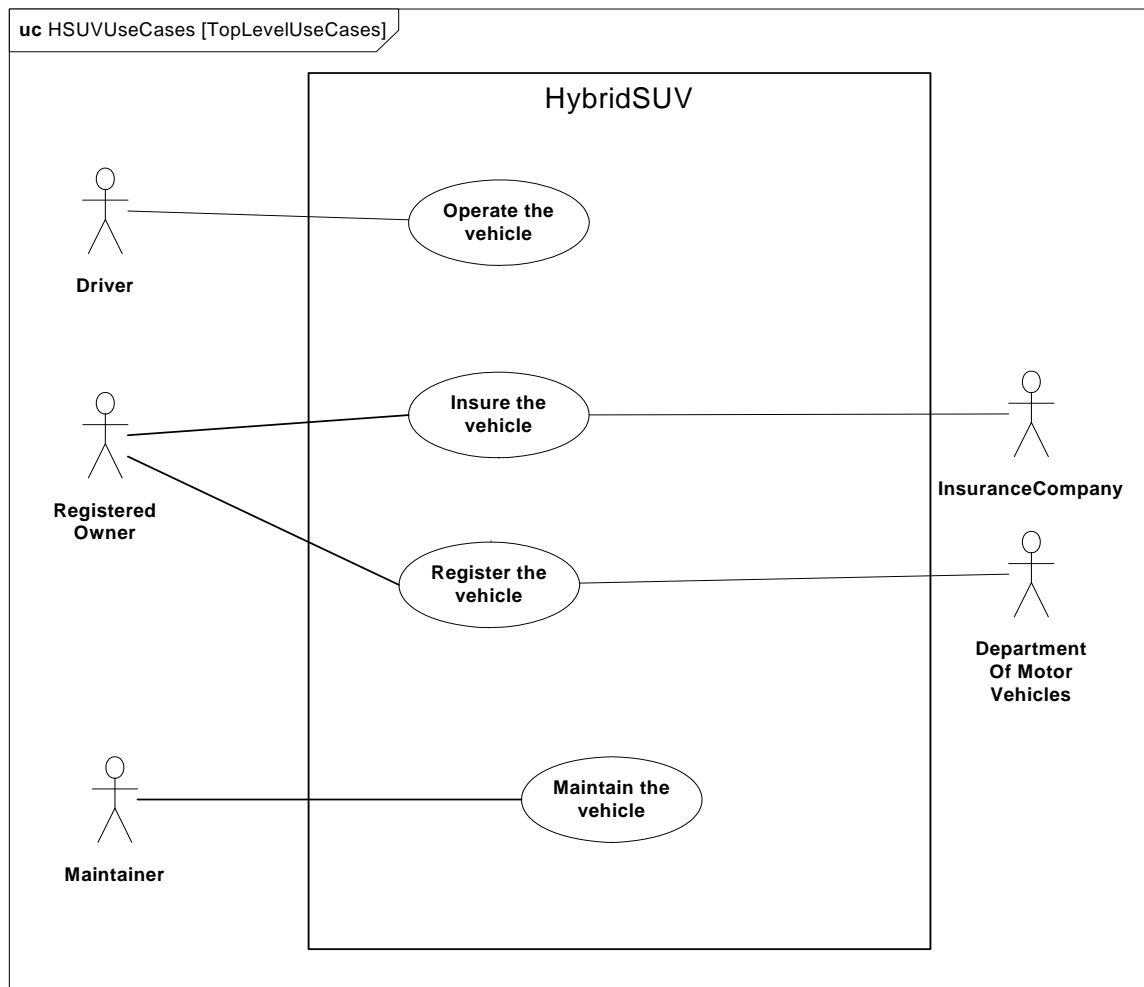 uc HSUVUseCases [TopLevelUseCases]
HybridSUV
Operate the
vehicle
Driver
Insure the
vehicle
Registered
Owner
InsuranceCompany
Register the
vehicle
Department
Of Motor
Vehicles
Maintain the
vehicle
Maintainer